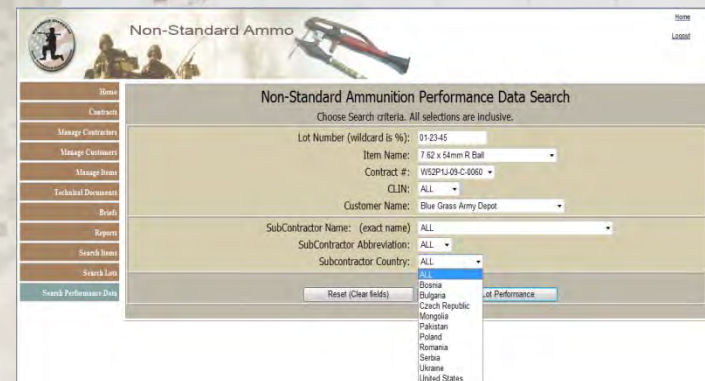 Non-Standard Ammo
Home
Logout
Home
Contracts
Manage Contractors
Manage Customers
Manage Items
Technical Documents
Briefs
Reports
Search Items
Search Lots
Search Performance Data
Non-Standard Ammunition Performance Data Search
Choose Search criteria. All selections are inclusive.
Lot Number (wildcard is %): 01-23-45
Item Name: 7.62 x 54mm R Ball
Contract #: W52P1J-09-C-0060
CLIN: ALL
Customer Name: Blue Grass Army Depot
SubContractor Name: (exact name) ALL
SubContractor Abbreviation: ALL
Subcontractor Country: ALL
ALL
Bosnia
Bulgaria
Czech Republic
Mongolia
Pakistan
Poland
Romania
Serbia
Ukraine
United States
Reset (Clear fields) Lot Performance